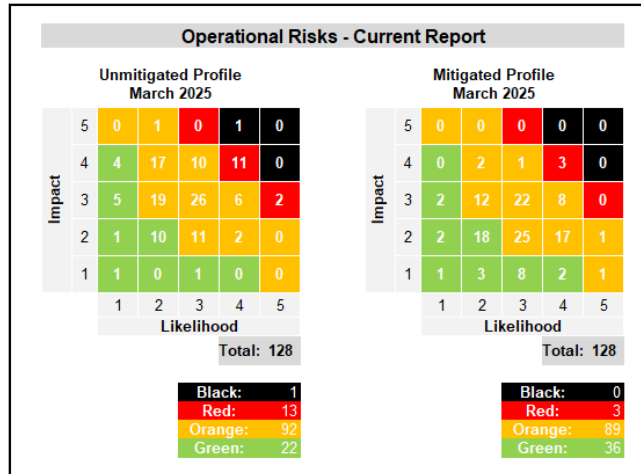 Operational Risks - Current Report
Unmitigated Profile
March 2025
Impact
5 0 1 0 1 0
4 4 17 10 11 0
3 5 19 26 6 2
2 1 10 11 2 0
1 1 0 1 0 0
1 2 3 4 5
Likelihood
Total: 128
Black: 1
Red: 13
Orange: 92
Green: 22
Mitigated Profile
March 2025
Impact
5 0 0 0 0 0
4 0 2 1 3 0
3 2 12 22 8 0
2 2 18 25 17 1
1 1 3 8 2 1
1 2 3 4 5
Likelihood
Total: 128
Black: 0
Red: 3
Orange: 89
Green: 36